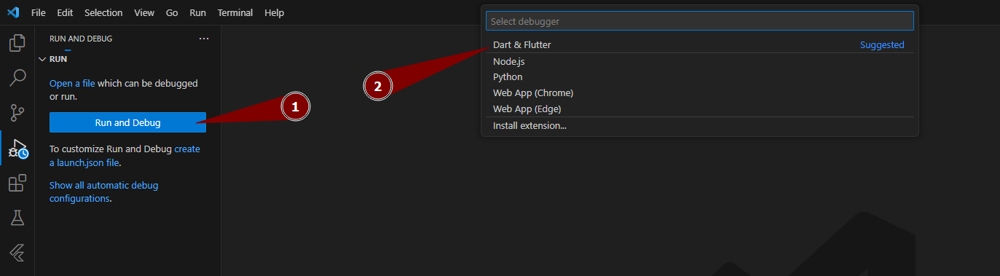 File Edit Selection View Go Run Terminal Help
RUN AND DEBUG ...
RUN
Open a file which can be debugged
or run.
1
Run and Debug
To customize Run and Debug create
a launch.json file.
Show all automatic debug
configurations.
Select debugger
2
Dart & Flutter Suggested
Node.js
Python
Web App (Chrome)
Web App (Edge)
Install extension...